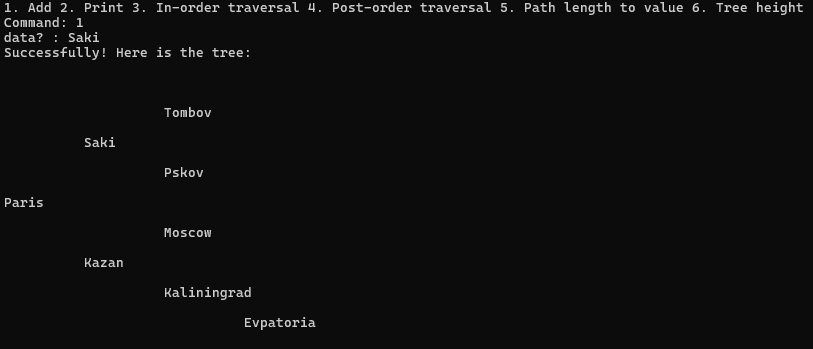 1. Add 2. Print 3. In-order traversal 4. Post-order traversal 5. Path length to value 6. Tree height
Command: 1
data? : Saki
Successfully! Here is the tree:
Tombov
Saki
Pskov
Paris
Moscow
Kazan
Kaliningrad
Evpatoria